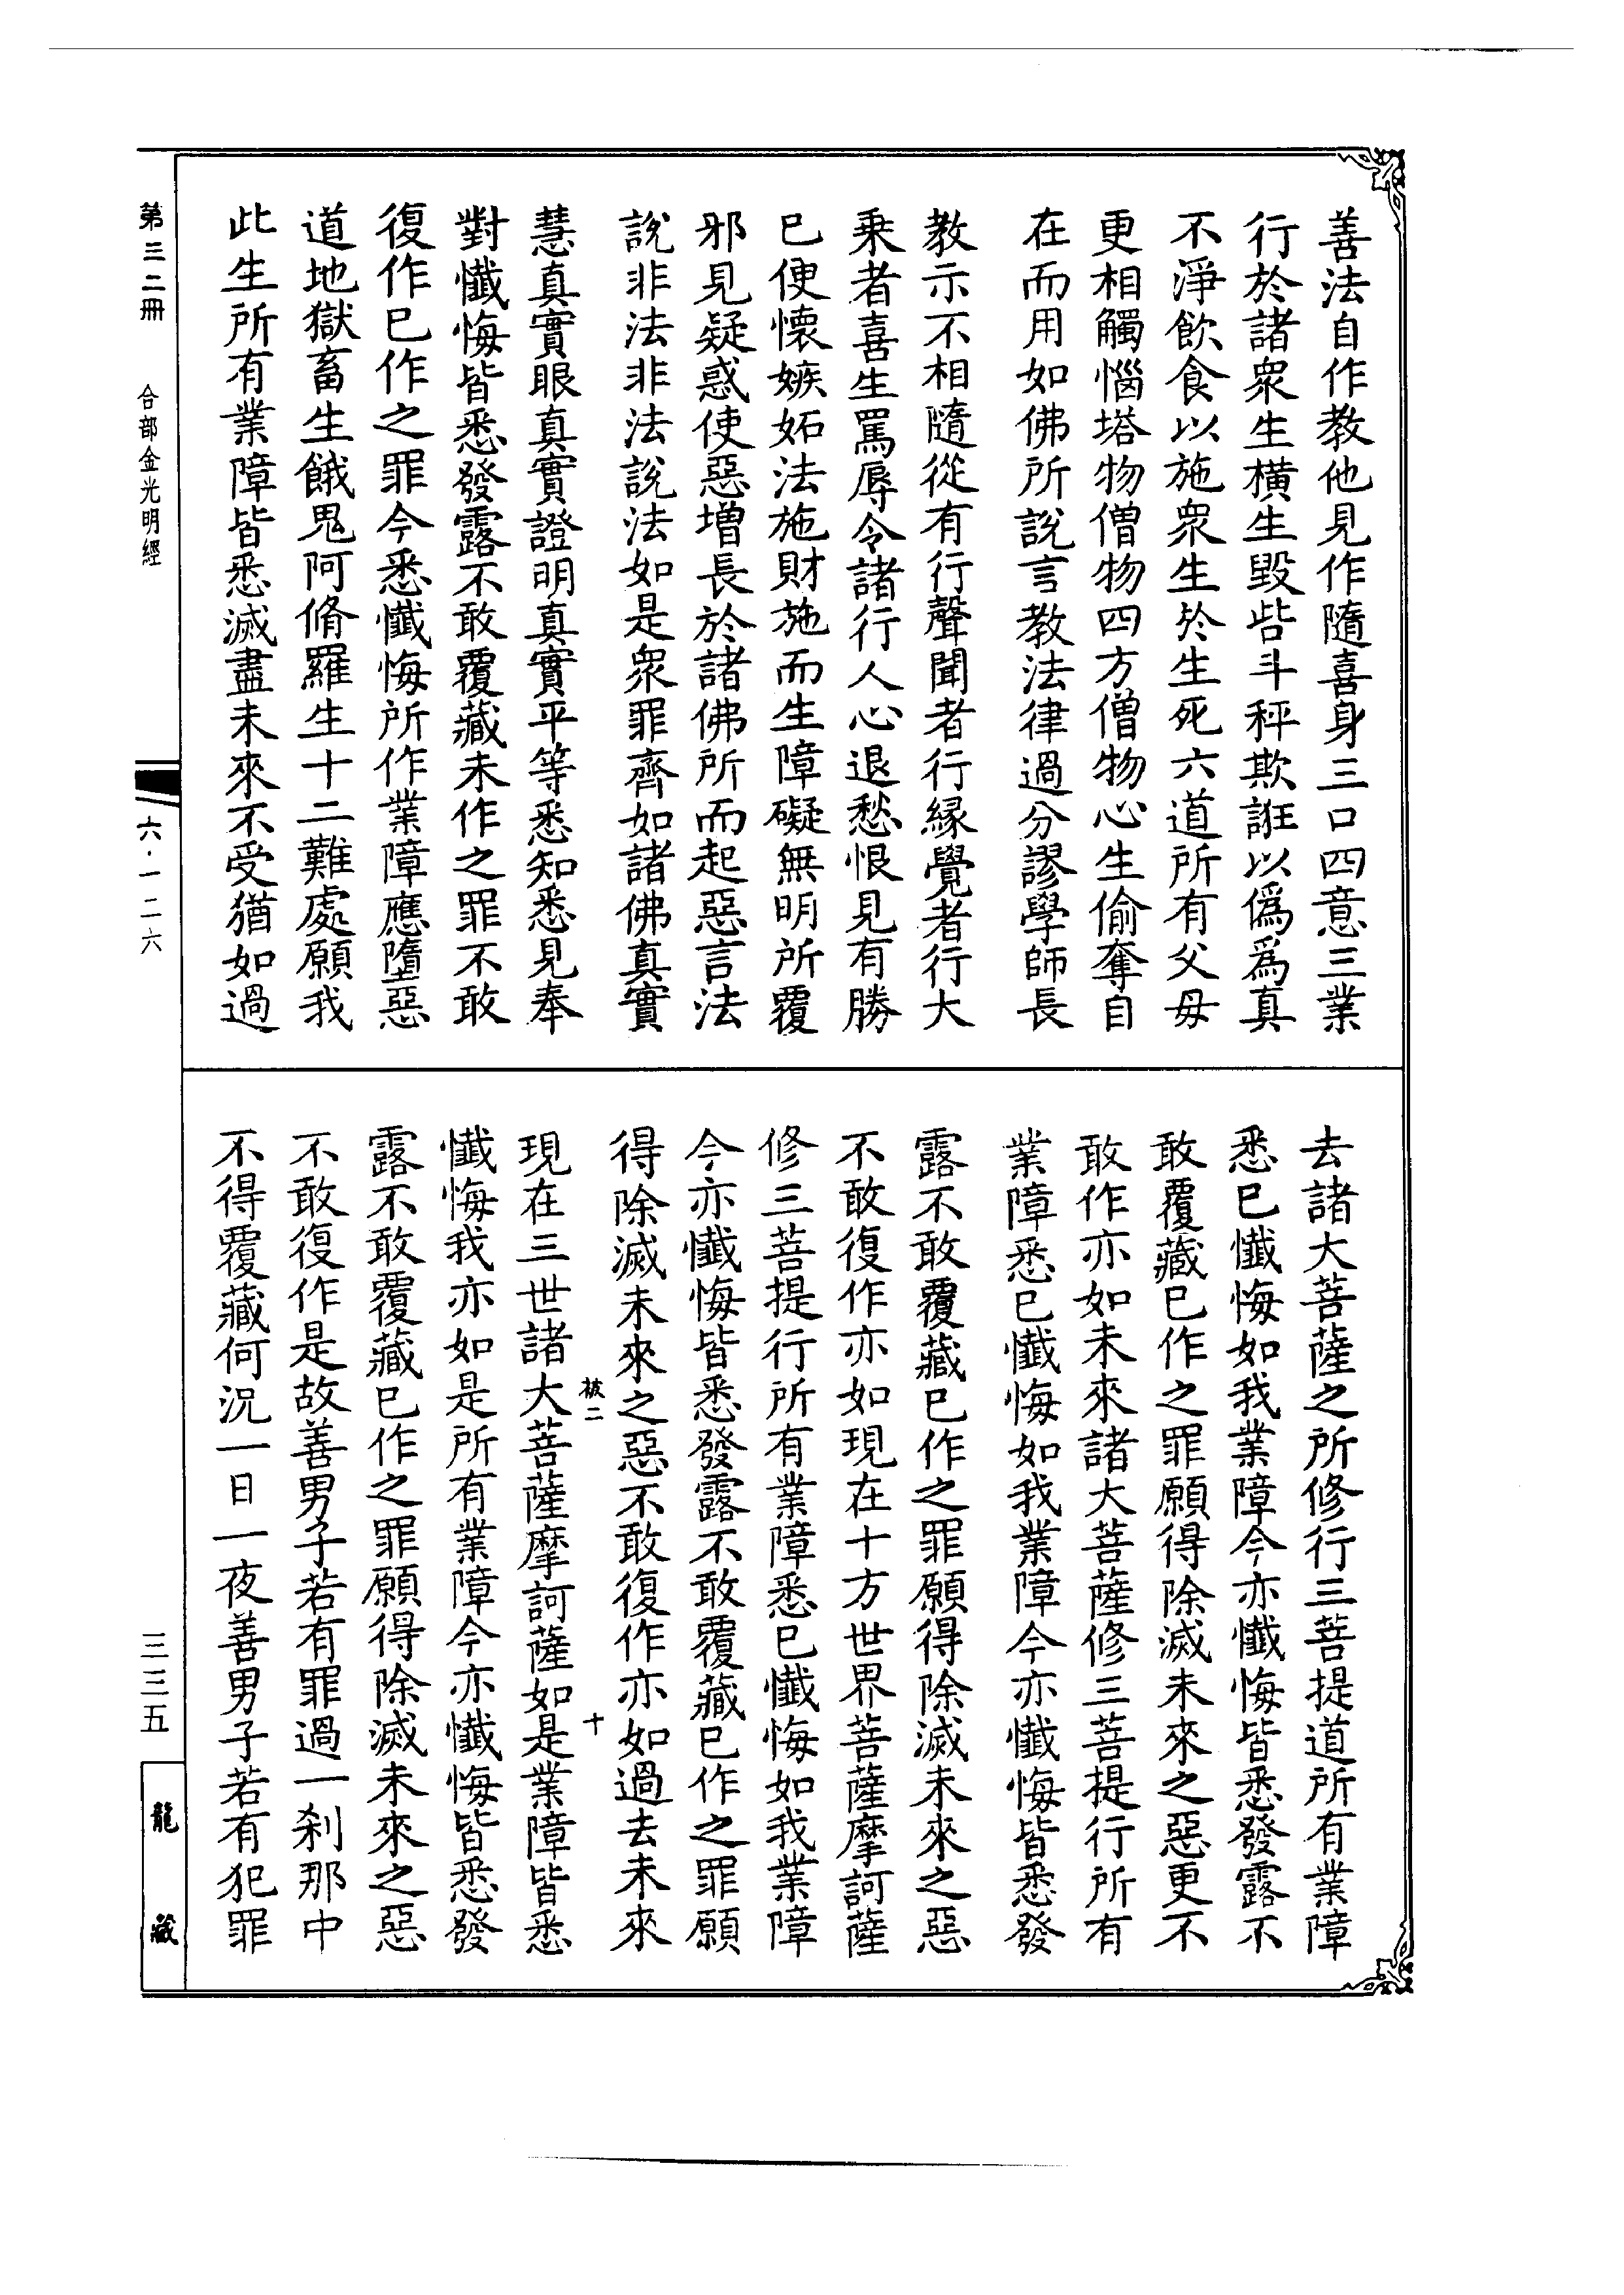 善法自作教他見作隨喜身三口四意三業
行於諸衆生橫生毀呰斗秤欺誑以僞爲真
不淨飲食以施衆生於生死六道所有父母
更相觸惱塔物僧物四方僧物心生偷奪自
在而用如佛所說言教法律過分謬學師長
教示不相隨從有行聲聞者行緣覺者行大
乘者喜生罵辱令諸行人心退愁恨見有勝
已便懷嫉妬法施財施而生障礙無明所覆
邪見疑惑使惡增長於諸佛所而起惡言法
說非法非法說法如是衆罪齊如諸佛真實
慧真實眼真實證明真實平等悉知悉見奉
對懺悔皆悉發露不敢覆藏未作之罪不敢
復作已作之罪今悉懺悔所作業障應墮惡
道地獄畜生餓鬼阿脩羅生十二難處願我
此生所有業障皆悉滅盡未來不受猶如過
去諸大菩薩之所修行三菩提道所有業障
悉已懺悔如我業障今亦懺悔皆悉發露不
敢覆藏已作之罪願得除滅未來之惡更不
敢作亦如未來諸大菩薩修三菩提行所有
業障悉已懺悔如我業障今亦懺悔皆悉發
露不敢覆藏已作之罪願得除滅未來之惡
不敢復作亦如現在十方世界菩薩摩訶薩
修三菩提行所有業障悉已懺悔如我業障
今亦懺悔皆悉發露不敢覆藏已作之罪願
得除滅未來之惡不敢復作亦如過去未來
被二 十
現在三世諸大菩薩摩訶薩如是業障皆悉
懺悔我亦如是所有業障今亦懺悔皆悉發
露不敢覆藏已作之罪願得除滅未來之惡
不敢復作是故善男子若有罪過一剎那中
不得覆藏何況一日一夜善男子若有犯罪
第三二冊 合部金光明經
六·一二六
三三五
龍藏